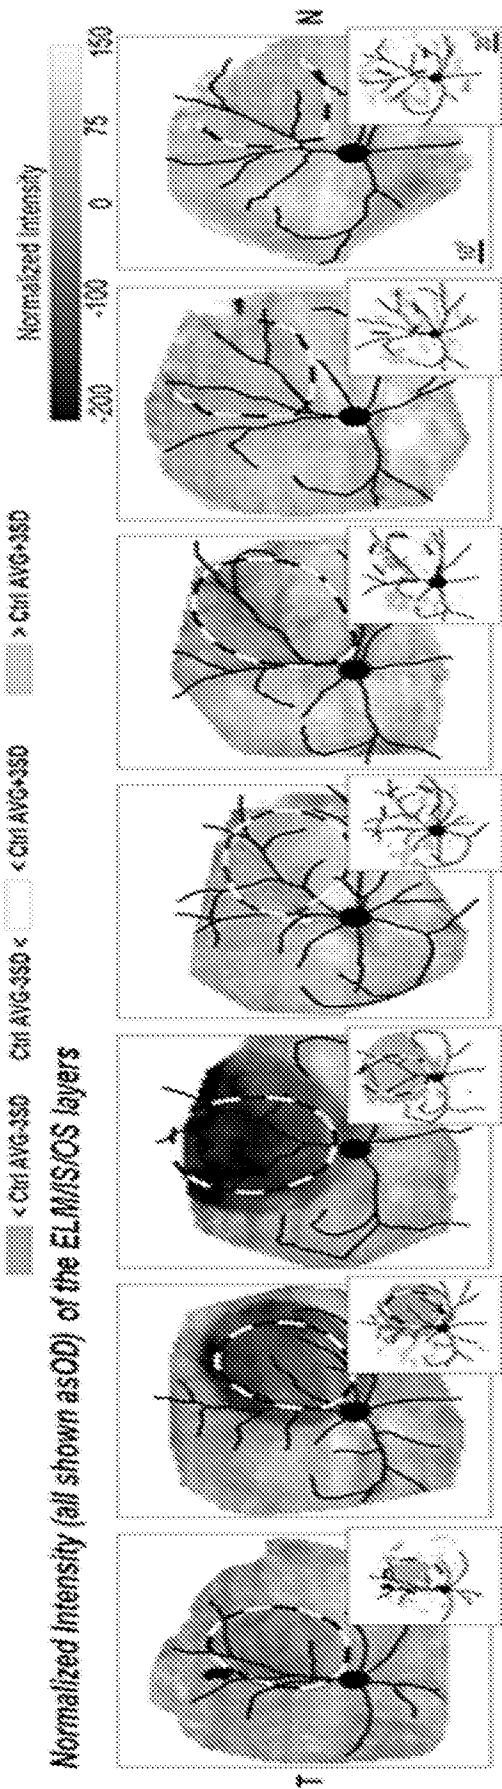 < Ctrl AVG-3SD   Ctrl AVG-3SD <   < Ctrl AVG+3SD   > Ctrl AVG+3SD
Normalized Intensity (all shown asOD) of the ELM/IS/OS layers
Normalized intensity
-200 -100 0 75 150
T
N